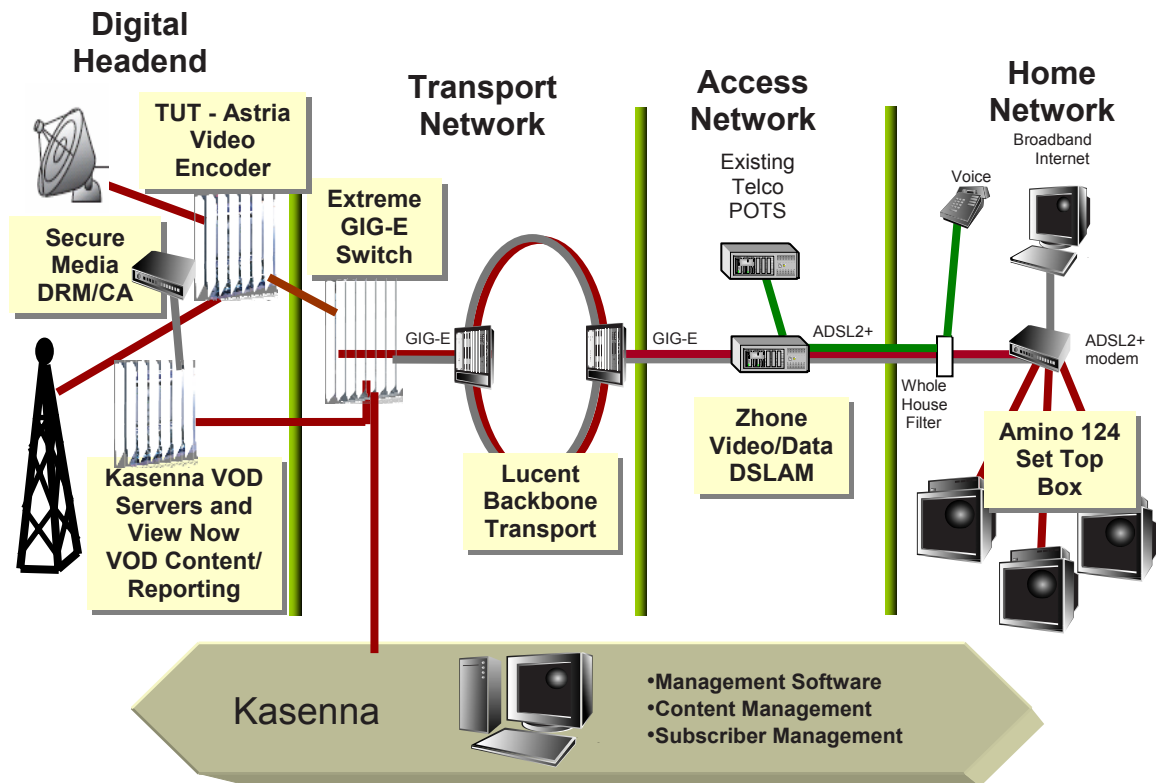 Digital
Headend
TUT - Astria
Video
Encoder
Secure
Media
DRM/CA
Kasenna VOD
Servers and
View Now
VOD Content/
Reporting
Transport
Network
Extreme
GIG-E
Switch
GIG-E
Lucent
Backbone
Transport
GIG-E
Access
Network
Existing
Telco
POTS
ADSL2+
Zhone
Video/Data
DSLAM
Home
Network
Broadband
Internet
Voice
ADSL2+
modem
Whole
House
Filter
Amino 124
Set Top
Box
Kasenna
•Management Software
•Content Management
•Subscriber Management